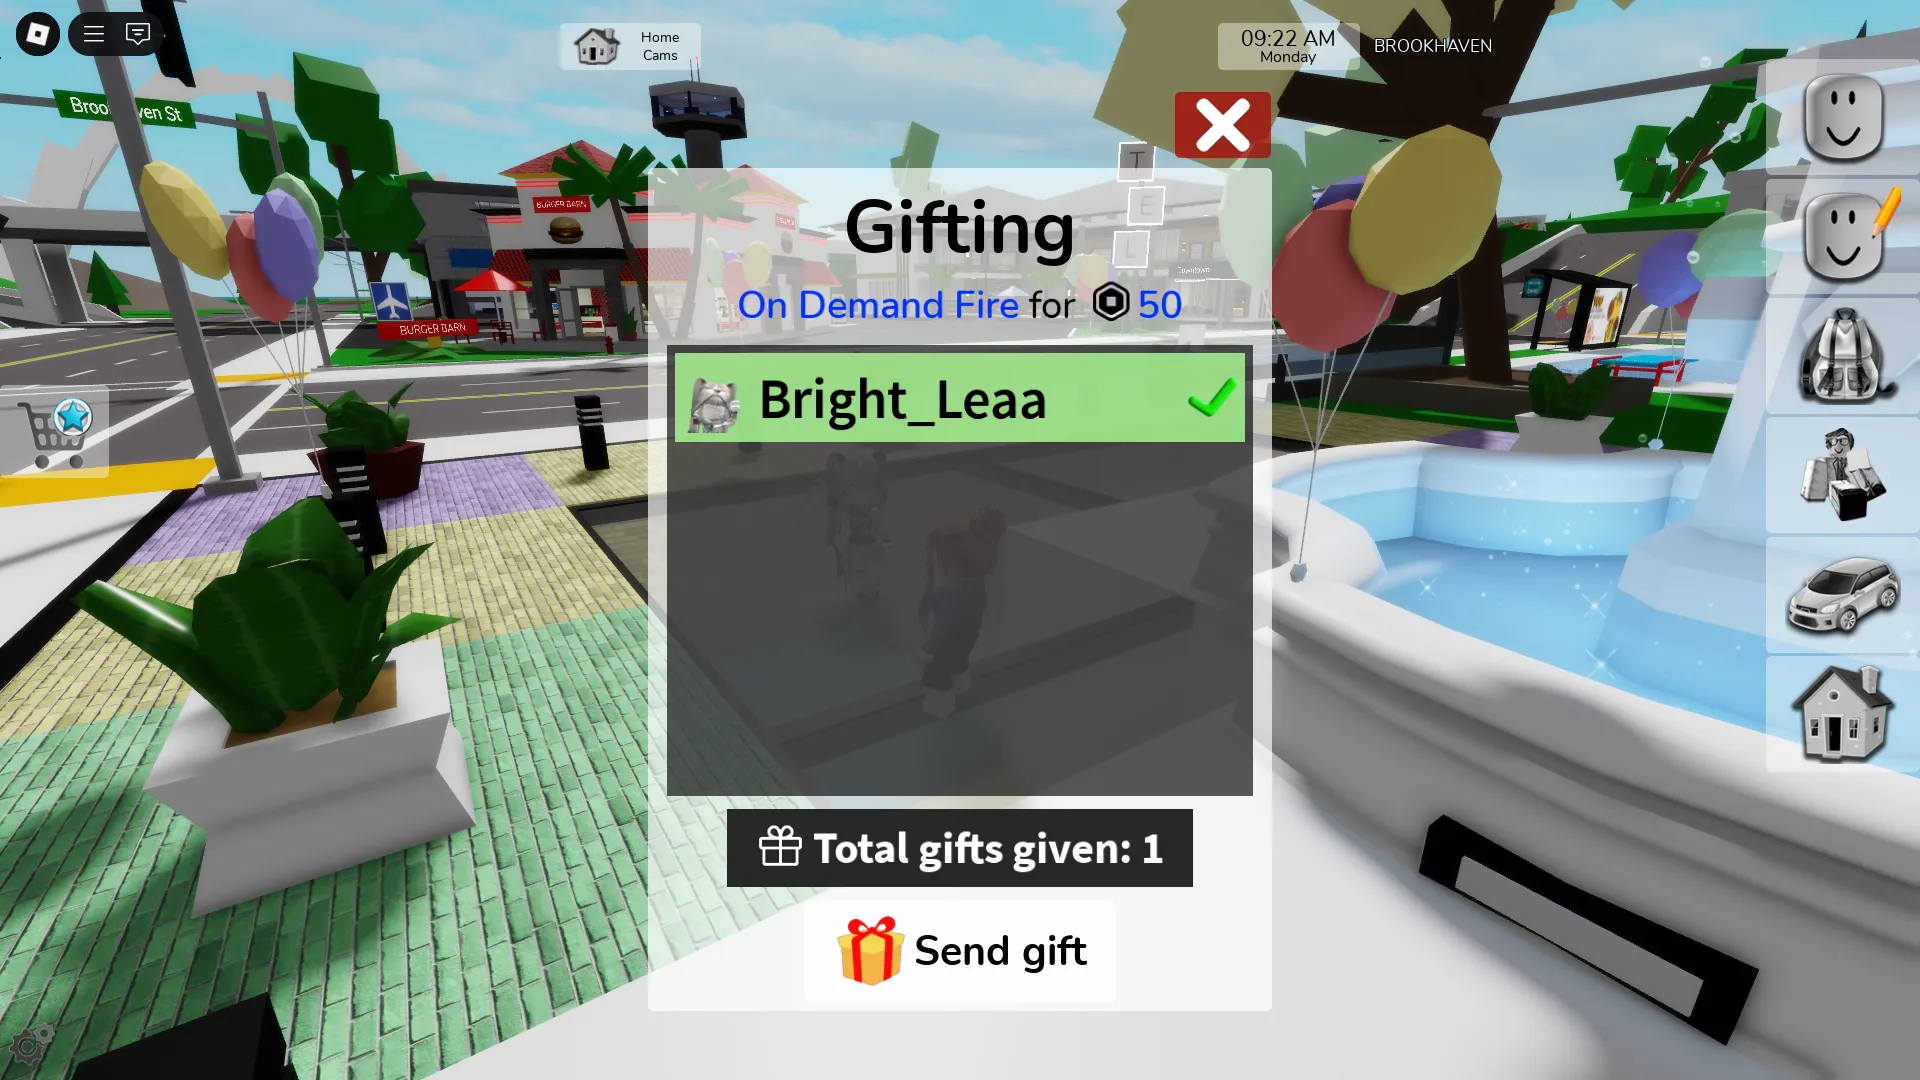 Home
Cams
09:22 AM
Monday
BROOKHAVEN
BURGER BARN
T
E
L
Gifting
On Demand Fire for 50
BURGER BARN
Bright_Leaa
Total gifts given: 1
Send gift